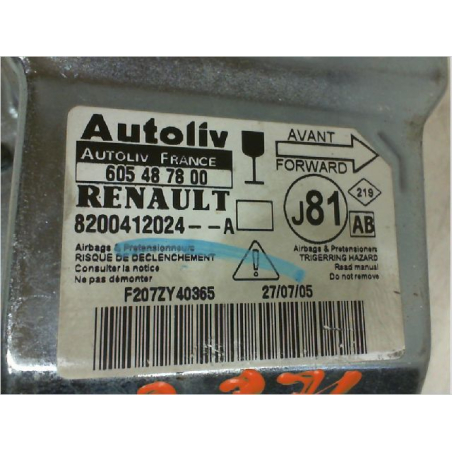 Autoliv
AUTOLIV FRANCE
605 48 78 00
RENAULT
8200412024--A
AVANT
FORWARD
J81
219
AB
Airbags & Pretensionneurs
RISQUE DE DECLENCHEMENT
Consulter la notice
Ne pas démonter
Airbags & Pretensioners
TRIGERRING HAZARD
Read manual
Do not remove
F207ZY40365
27/07/05